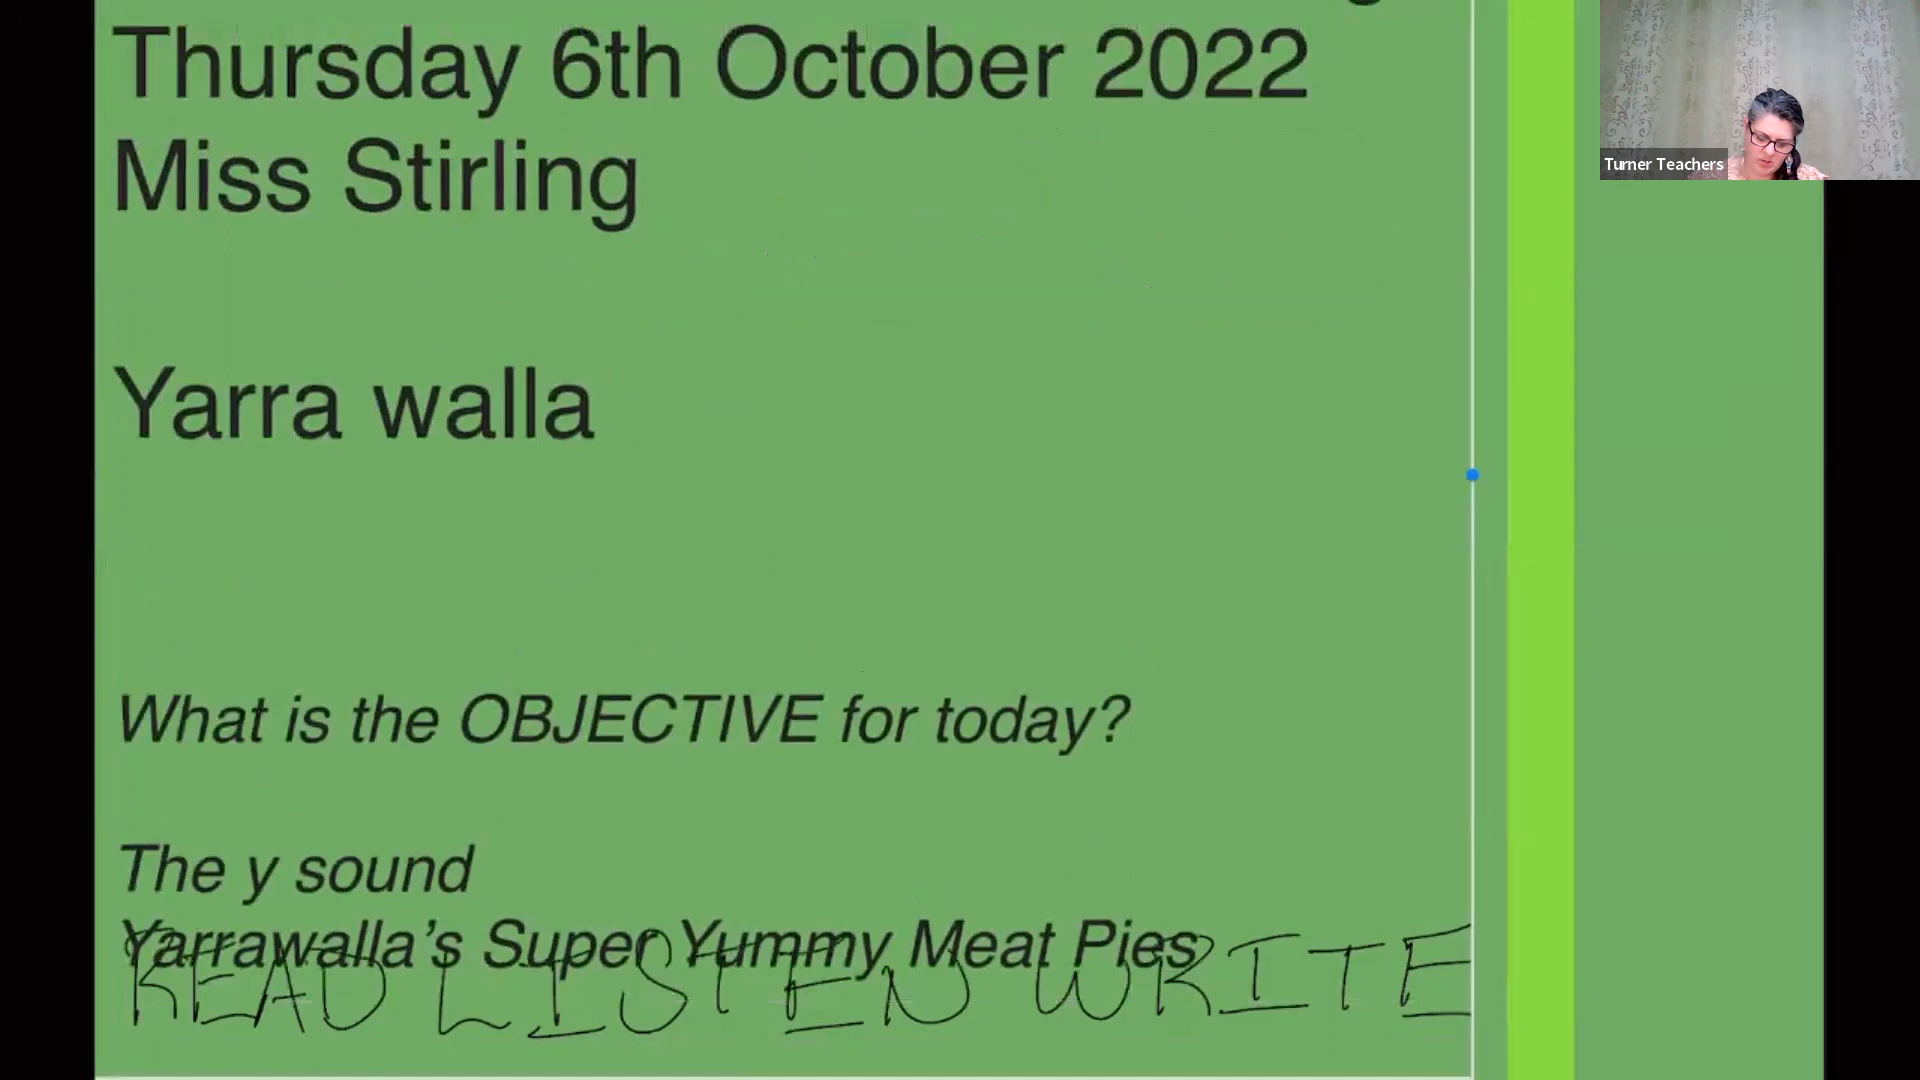 Thursday 6th October 2022
Miss Stirling
Turner Teachers
Yarra walla
What is the OBJECTIVE for today?
The y sound
Yarrawalla's Super Yummy Meat Pies
READ LISTEN WRITE